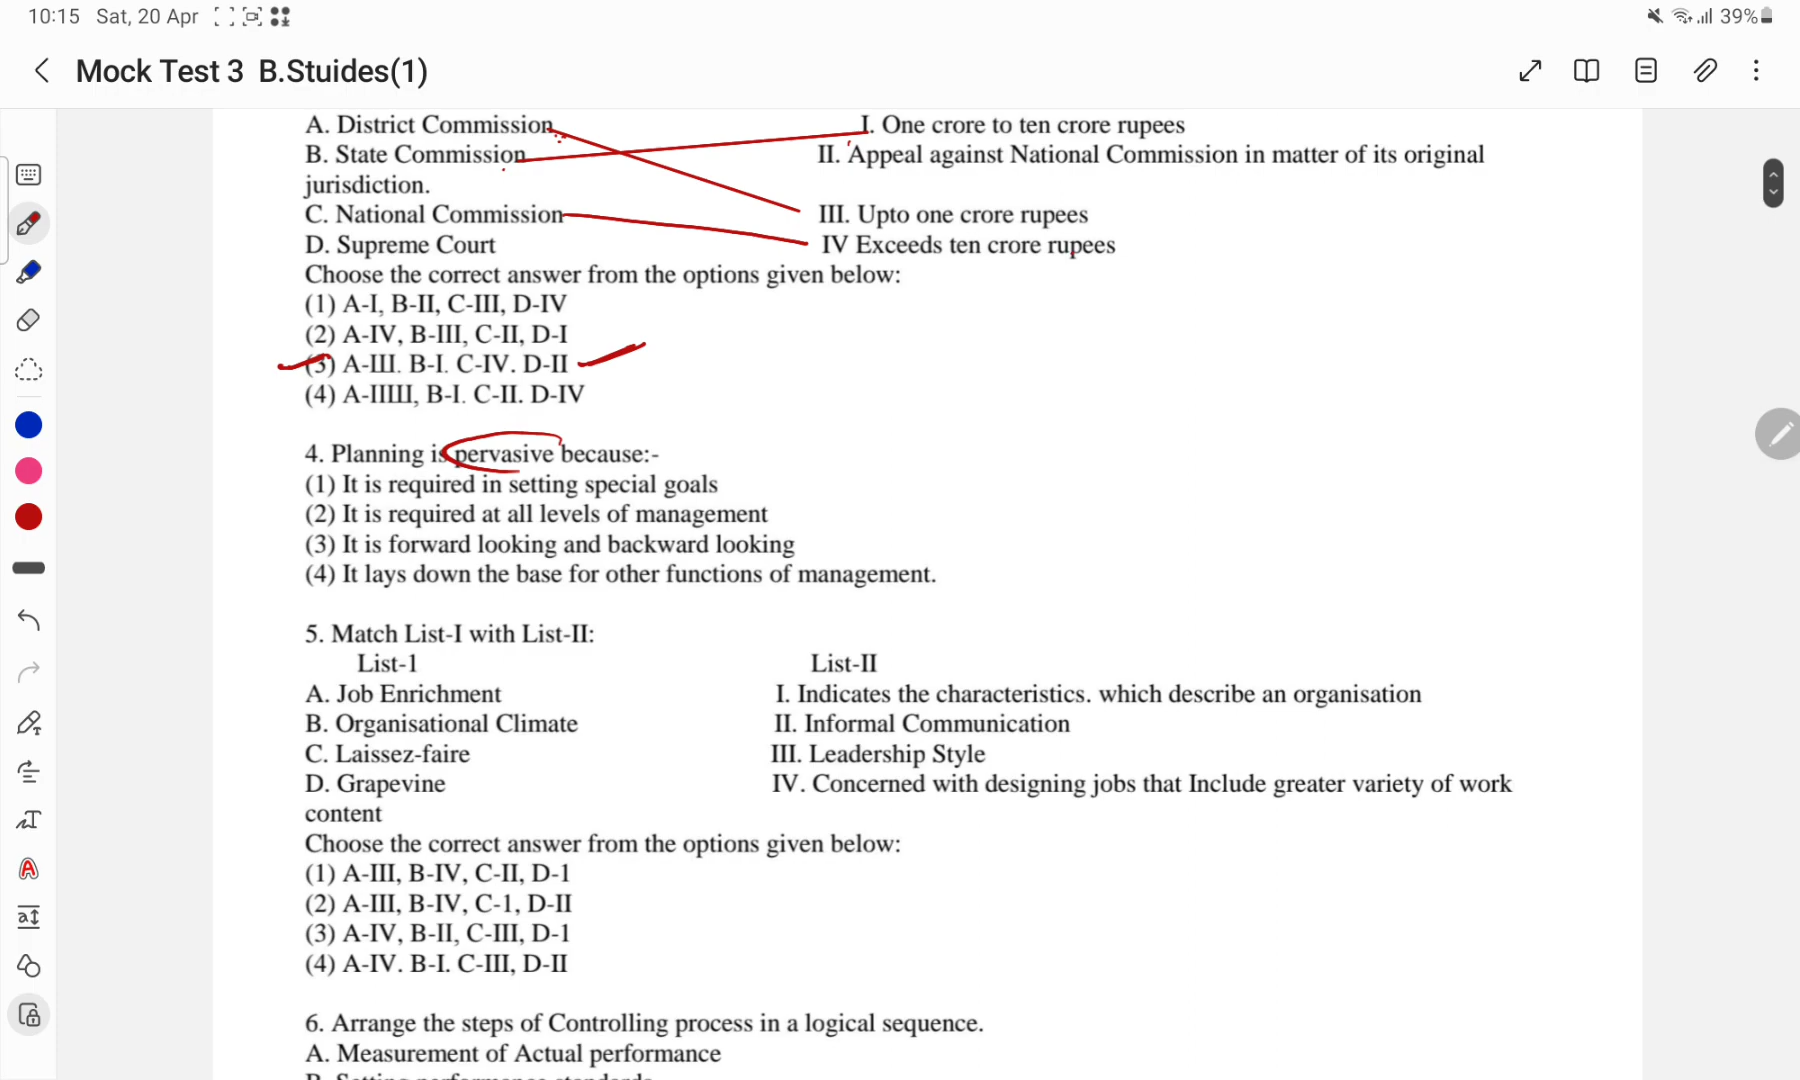 10:15 Sat, 20 Apr
39%
Mock Test 3 B.Stuides(1)
A. District Commission I. One crore to ten crore rupees
B. State Commission II. Appeal against National Commission in matter of its original
jurisdiction.
C. National Commission III. Upto one crore rupees
D. Supreme Court IV Exceeds ten crore rupees
Choose the correct answer from the options given below:
(1) A-I, B-II, C-III, D-IV
(2) A-IV, B-III, C-II, D-I
(3) A-III. B-I. C-IV. D-II
(4) A-IIIII, B-I. C-II. D-IV
4. Planning is pervasive because:-
(1) It is required in setting special goals
(2) It is required at all levels of management
(3) It is forward looking and backward looking
(4) It lays down the base for other functions of management.
5. Match List-I with List-II:
List-1 List-II
A. Job Enrichment I. Indicates the characteristics. which describe an organisation
B. Organisational Climate II. Informal Communication
C. Laissez-faire III. Leadership Style
D. Grapevine IV. Concerned with designing jobs that Include greater variety of work
content
Choose the correct answer from the options given below:
(1) A-III, B-IV, C-II, D-1
(2) A-III, B-IV, C-1, D-II
(3) A-IV, B-II, C-III, D-1
(4) A-IV. B-I. C-III, D-II
6. Arrange the steps of Controlling process in a logical sequence.
A. Measurement of Actual performance
B. Setting performance standards